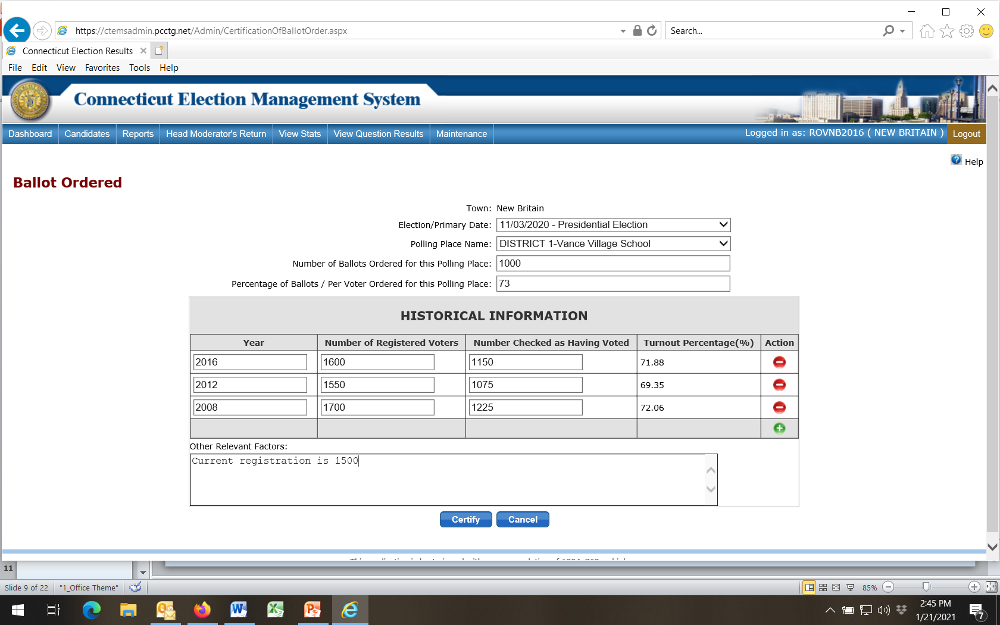 https://ctemsadmin.pcctg.net/Admin/CertificationOfBallotOrder.aspx
Search...
Connecticut Election Results
File Edit View Favorites Tools Help
Connecticut Election Management System
Dashboard Candidates Reports Head Moderator's Return View Stats View Question Results Maintenance
Logged in as: ROVNB2016 ( NEW BRITAIN ) Logout
Help
Ballot Ordered
Town: New Britain
Election/Primary Date: 11/03/2020 - Presidential Election
Polling Place Name: DISTRICT 1-Vance Village School
Number of Ballots Ordered for this Polling Place: 1000
Percentage of Ballots / Per Voter Ordered for this Polling Place: 73
HISTORICAL INFORMATION
Year Number of Registered Voters Number Checked as Having Voted Turnout Percentage(%) Action
2016 1600 1150 71.88
2012 1550 1075 69.35
2008 1700 1225 72.06
Other Relevant Factors:
Current registration is 1500
Certify Cancel
11
Slide 9 of 22 "1_Office Theme" 85%
2:45 PM
1/21/2021
7